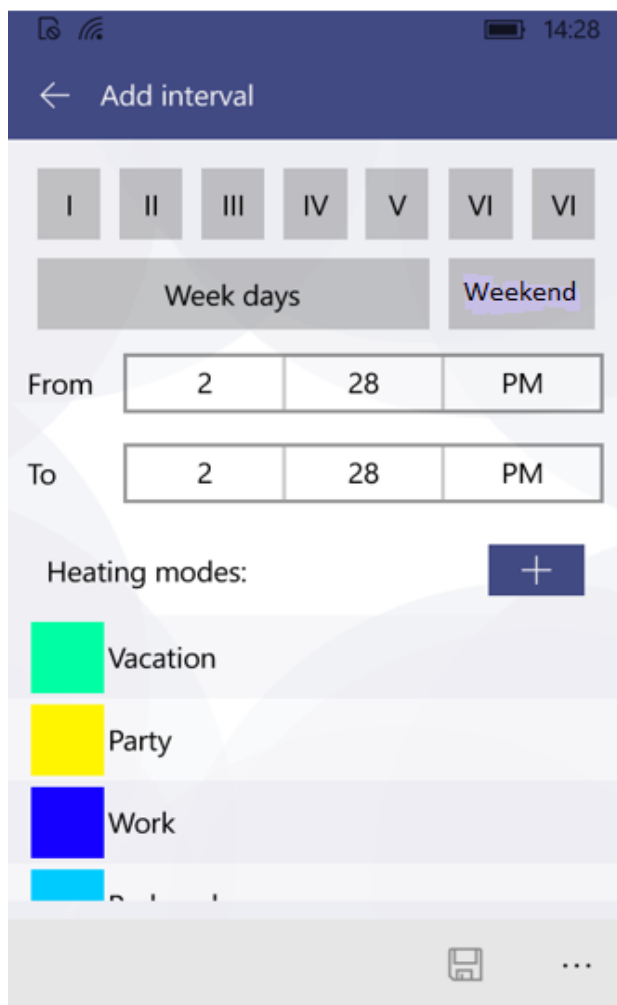 14:28
Add interval
I II III IV V VI VI
Week days Weekend
From 2 28 PM
To 2 28 PM
Heating modes:
Vacation
Party
Work